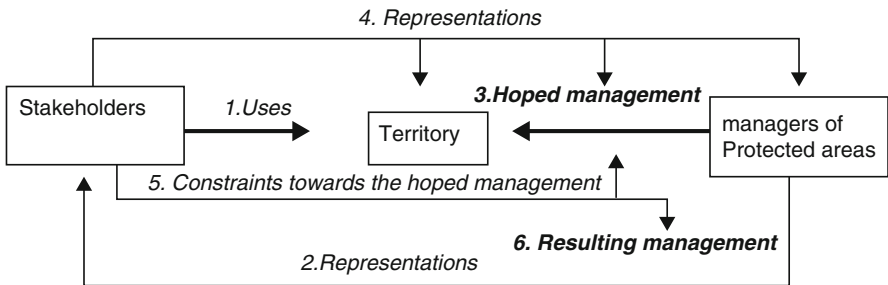 4. Representations
3.Hoped management
Stakeholders
1.Uses
Territory
managers of
Protected areas
5. Constraints towards the hoped management
6. Resulting management
2.Representations